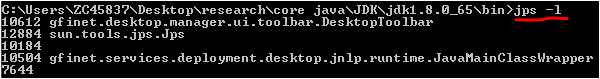 C:\Users\ZC45837\Desktop\research\core java\JDK\jdk1.8.0_65\bin>jps -l
10612 gfinet.desktop.manager.ui.toolbar.DesktopToolbar
12884 sun.tools.jps.Jps
10184
10504 gfinet.services.deployment.desktop.jnlp.runtime.JavaMainClassWrapper
7644